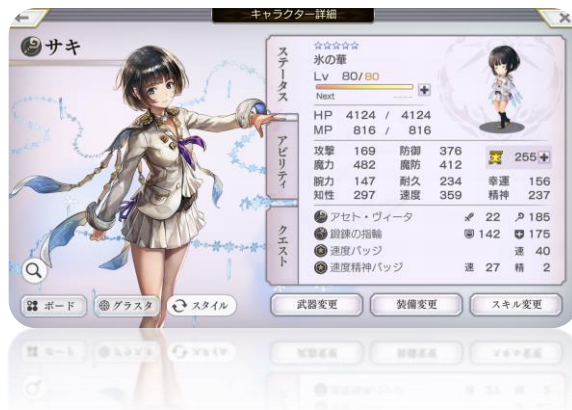 キャラクター詳細
サキ
ステータス
アビリティ
クエスト
氷の華
Lv 80/80
Next
HP 4124 / 4124
MP 816 / 816
攻撃 169 防御 376
魔力 482 魔防 412
255
腕力 147 耐久 234 幸運 156
知性 297 速度 359 精神 237
アセト・ヴィータ 22 185
鍛錬の指輪 142 175
速度バッジ 速 40
速度精神バッジ 速 27 精 2
ボード グラスタ スタイル
武器変更 装備変更 スキル変更